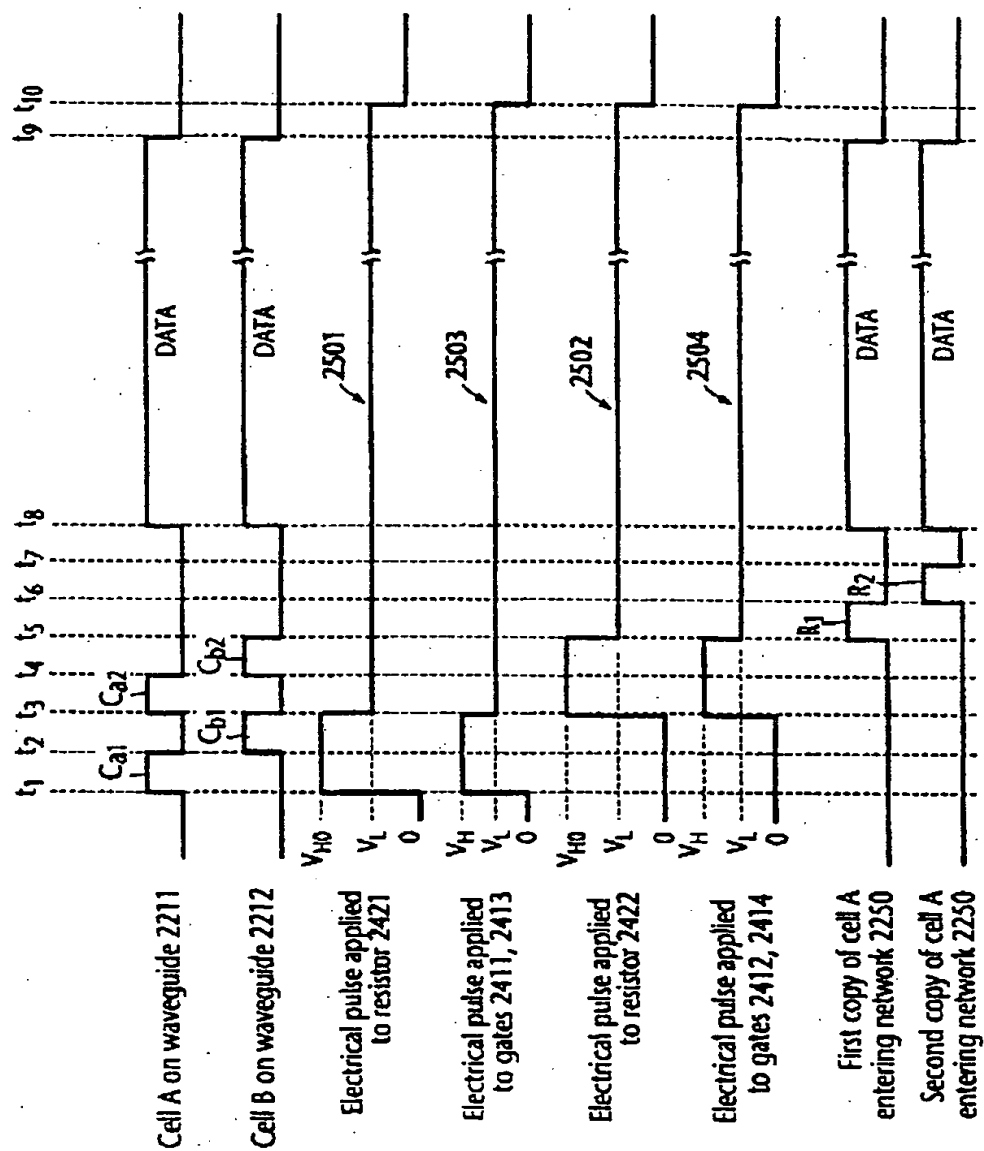 t1 t2 t3 t4 t5 t6 t7 t8 t9 t10
Cell A on waveguide 2211
Ca1
Ca2
DATA
Cell B on waveguide 2212
Cb1
Cb2
DATA
Electrical pulse applied
to resistor 2421
VH0
VL
0
2501
Electrical pulse applied
to gates 2411, 2413
VH
VL
0
2503
Electrical pulse applied
to resistor 2422
VH0
VL
0
2502
Electrical pulse applied
to gates 2412, 2414
VH
VL
0
2504
First copy of cell A
entering network 2250
R1
DATA
Second copy of cell A
entering network 2250
R2
DATA